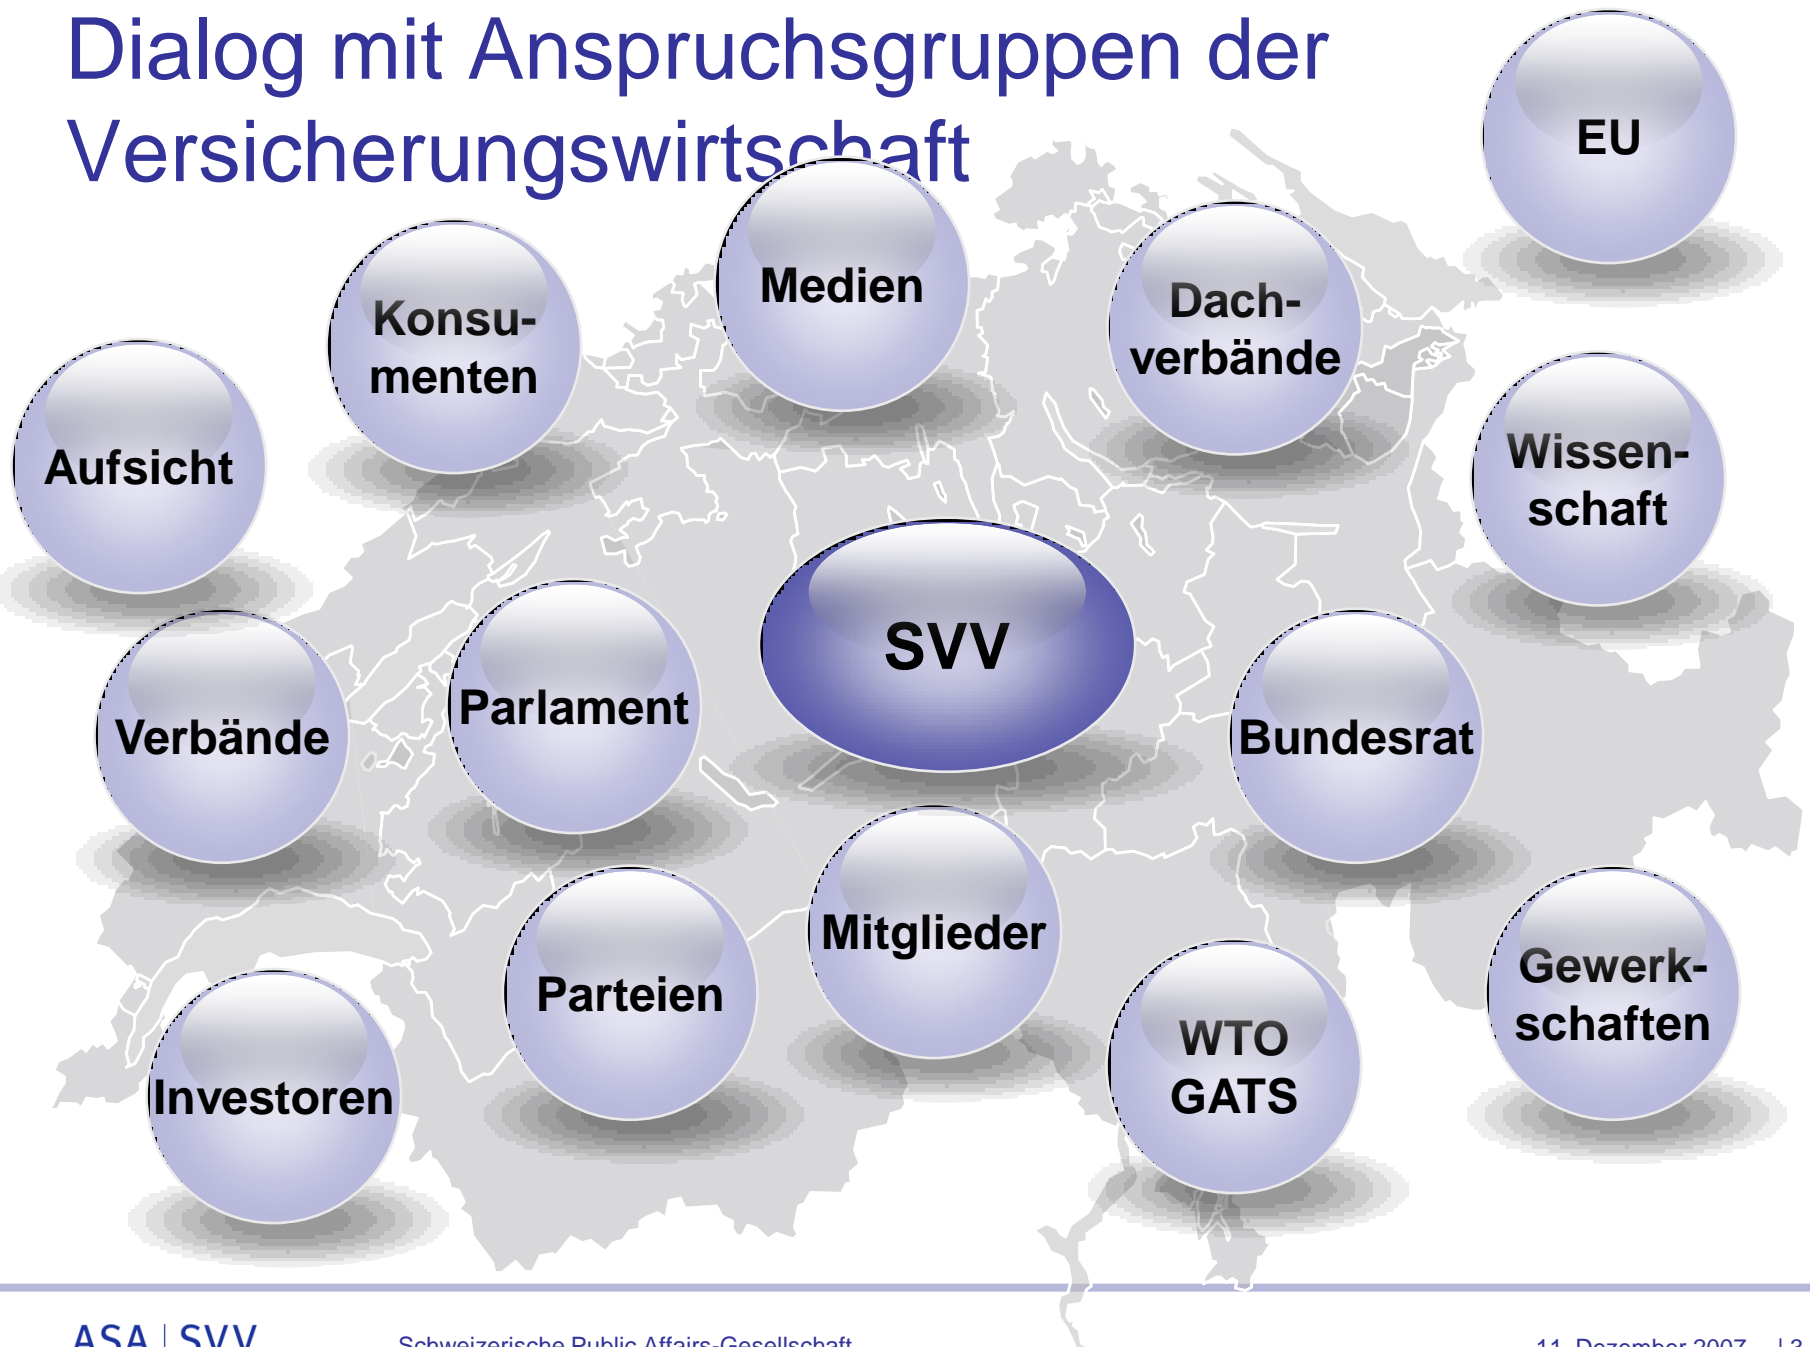 Dialog mit Anspruchsgruppen der
Versicherungswirtschaft
EU
Medien
Konsu-
menten
Dach-
verbände
Aufsicht
Wissen-
schaft
SVV
Verbände
Parlament
Bundesrat
Mitglieder
Parteien
Gewerk-
schaften
WTO
GATS
Investoren
ASA | SVV
Schweizerische Public Affairs-Gesellschaft
11. Dezember 2007 | 3